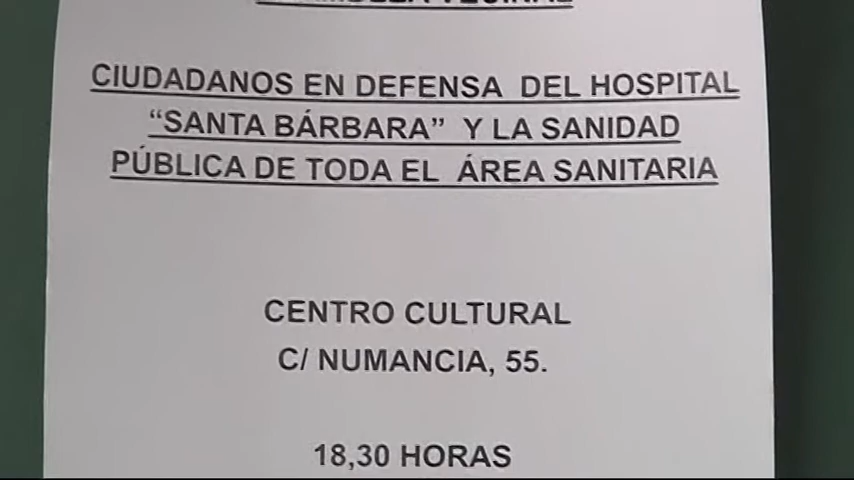 CIUDADANOS EN DEFENSA DEL HOSPITAL
“SANTA BÁRBARA” Y LA SANIDAD
PÚBLICA DE TODA EL ÁREA SANITARIA
CENTRO CULTURAL
C/ NUMANCIA, 55.
18,30 HORAS